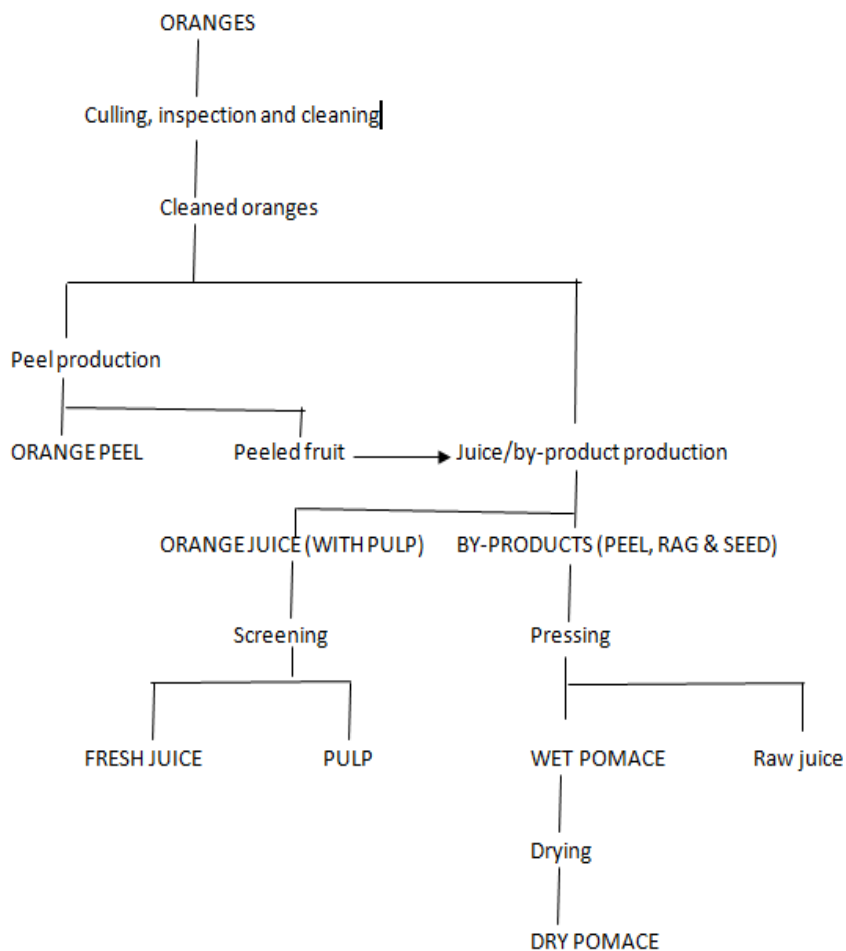 ORANGES
Culling, inspection and cleaning
Cleaned oranges
Peel production
ORANGE PEEL
Peeled fruit
Juice/by-product production
ORANGE JUICE (WITH PULP)
BY-PRODUCTS (PEEL, RAG & SEED)
Screening
Pressing
FRESH JUICE
PULP
WET POMACE
Raw juice
Drying
DRY POMACE